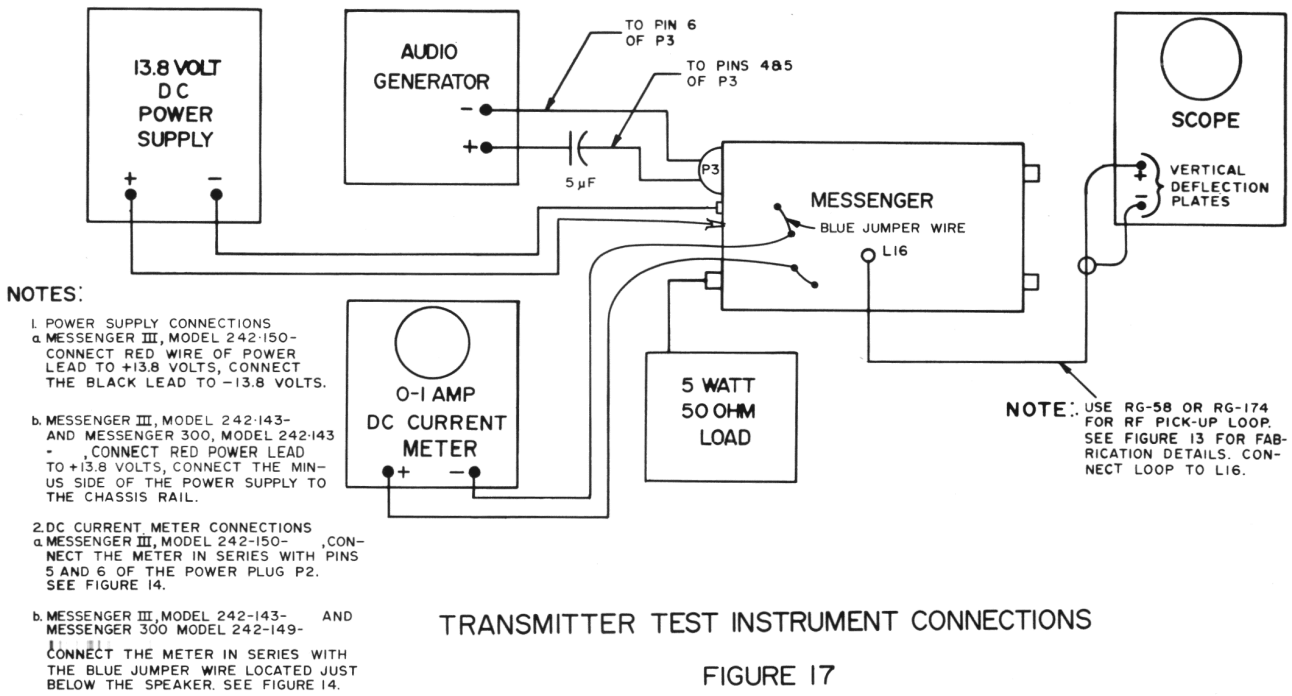 13.8 VOLT
DC
POWER
SUPPLY
+ -
AUDIO
GENERATOR
-
+
5 µF
TO PIN 6
OF P3
TO PINS 4&5
OF P3
P3
MESSENGER
BLUE JUMPER WIRE
L16
SCOPE
+
-
VERTICAL
DEFLECTION
PLATES
0-1 AMP
DC CURRENT
METER
+ -
5 WATT
50 OHM
LOAD
NOTE: USE RG-58 OR RG-174
FOR RF PICK-UP LOOP.
SEE FIGURE 13 FOR FAB-
RICATION DETAILS. CON-
NECT LOOP TO L16.
NOTES:
1. POWER SUPPLY CONNECTIONS
a. MESSENGER III, MODEL 242-150-
CONNECT RED WIRE OF POWER
LEAD TO +13.8 VOLTS, CONNECT
THE BLACK LEAD TO -13.8 VOLTS.
b. MESSENGER III, MODEL 242-143-
AND MESSENGER 300, MODEL 242-143
- , CONNECT RED POWER LEAD
TO +13.8 VOLTS, CONNECT THE MIN-
US SIDE OF THE POWER SUPPLY TO
THE CHASSIS RAIL.
2. DC CURRENT METER CONNECTIONS
a. MESSENGER III, MODEL 242-150- , CON-
NECT THE METER IN SERIES WITH PINS
5 AND 6 OF THE POWER PLUG P2.
SEE FIGURE 14.
b. MESSENGER III, MODEL 242-143- AND
MESSENGER 300 MODEL 242-149-
CONNECT THE METER IN SERIES WITH
THE BLUE JUMPER WIRE LOCATED JUST
BELOW THE SPEAKER. SEE FIGURE 14.
TRANSMITTER TEST INSTRUMENT CONNECTIONS
FIGURE 17